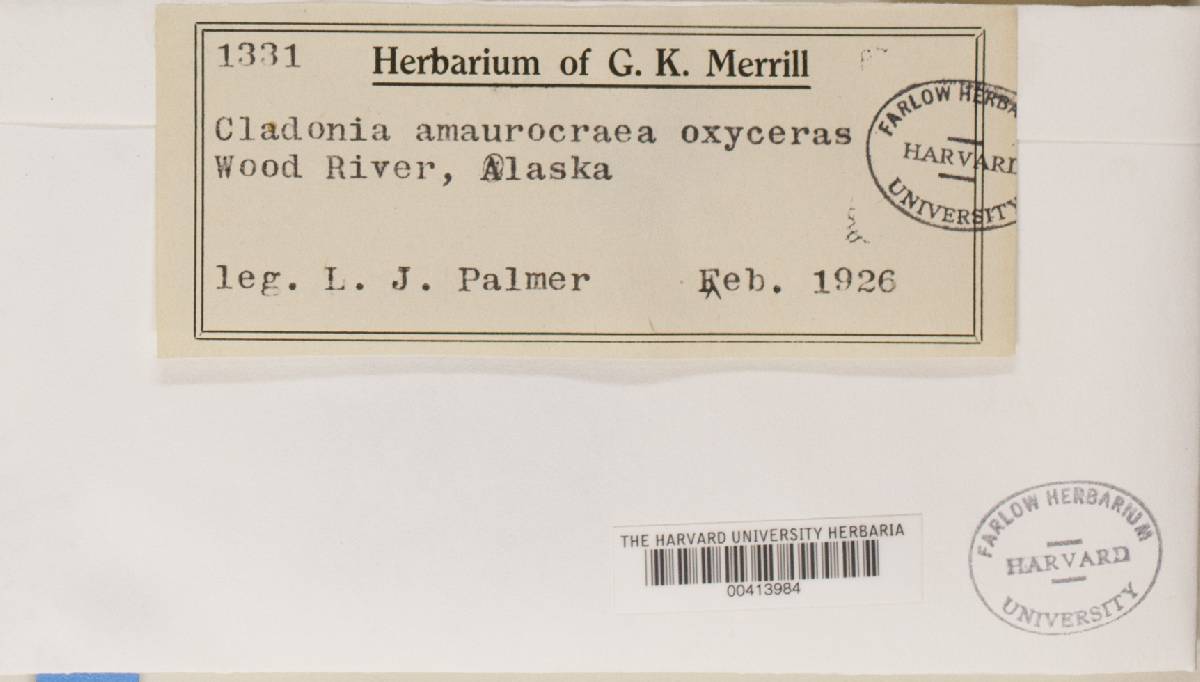 1331 Herbarium of G. K. Merrill
Cladonia amaurocraea oxyceras
Wood River, Alaska
leg. L. J. Palmer Feb. 1926
FARLOW HERBA
HARVARD
UNIVERSITY
THE HARVARD UNIVERSITY HERBARIA
00413984
FARLOW HERBARIUM
HARVARD
UNIVERSITY